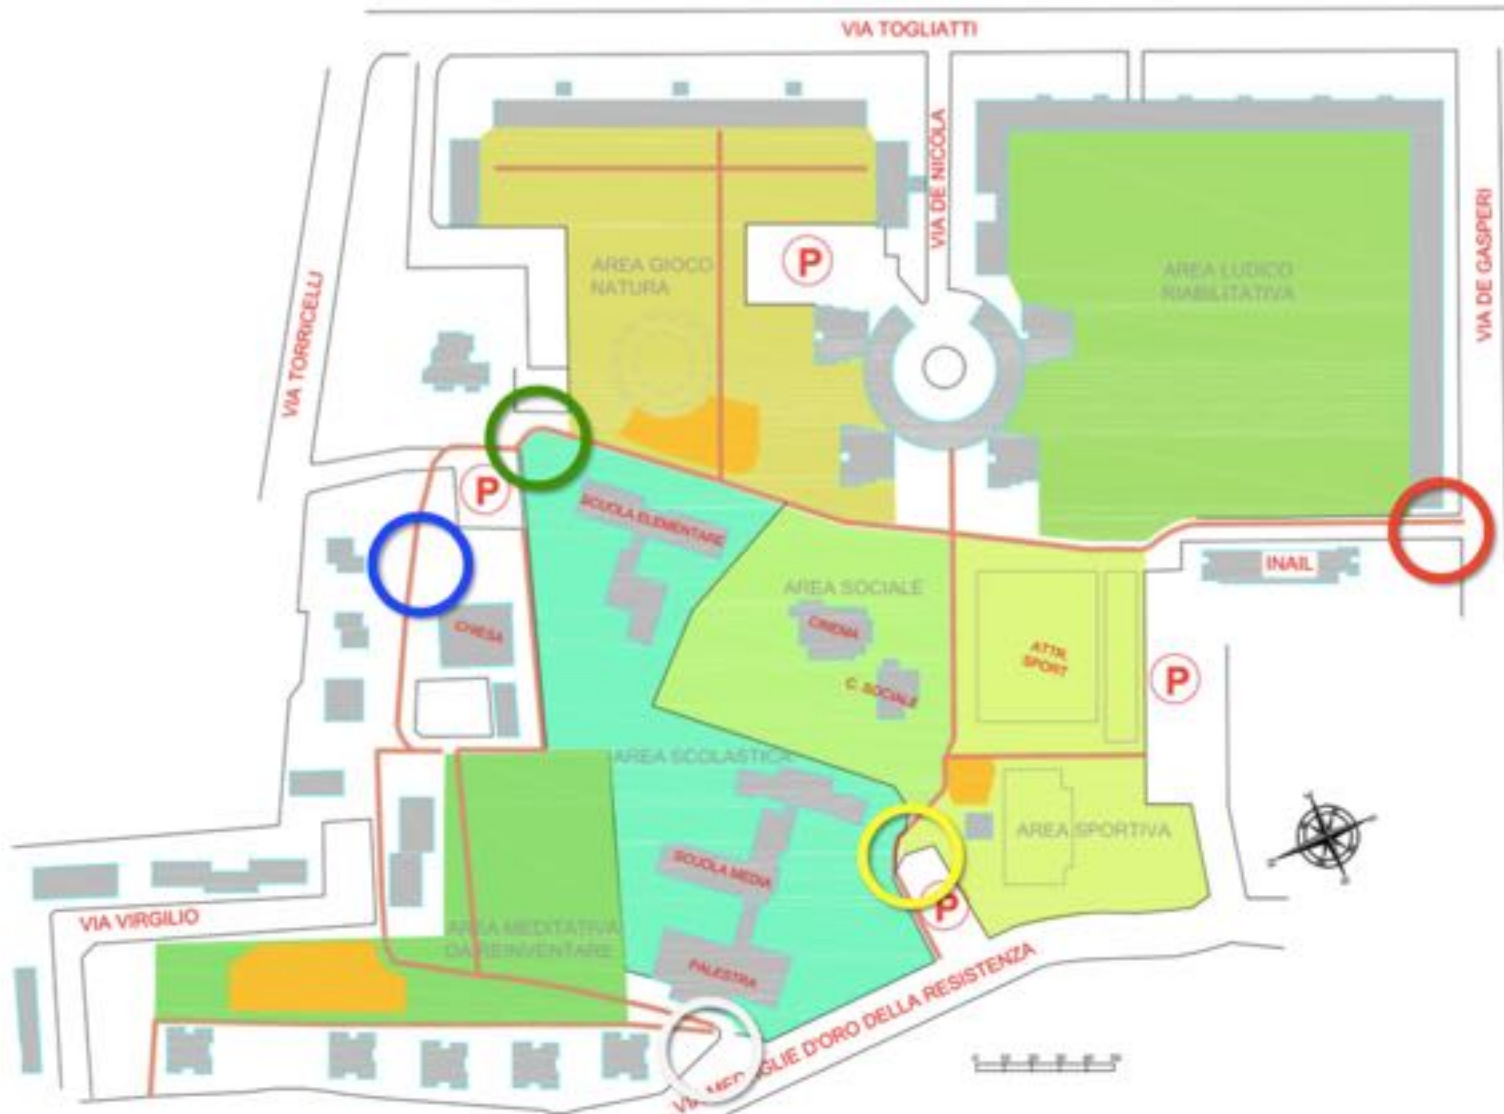 VIA TOGLIATTI
VIA DE NICOLA
VIA DE GASPERI
VIA TORRICELLI
P
AREA GIOCO
NATURA
AREA LUDICO
RIABILITATIVA
P
SCUOLA ELEMENTARE
INAIL
AREA SOCIALE
CINEMA
CHIESA
ATTR.
SPORT
P
C. SOCIALE
AREA SCOLASTICA
AREA SPORTIVA
SCUOLA MEDIA
P
VIA VIRGILIO
AREA MEDITATIVA
DA REINVENTARE
PALESTRA
VIA MEDAGLIE D'ORO DELLA RESISTENZA